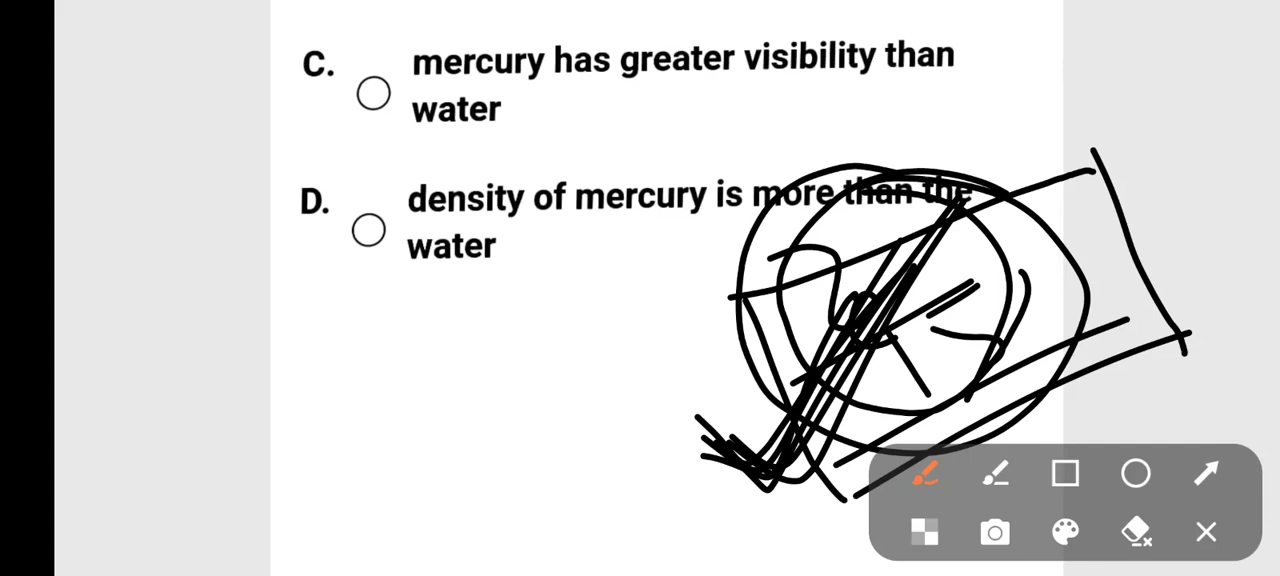 C. mercury has greater visibility than
water
D. density of mercury is more than the
water